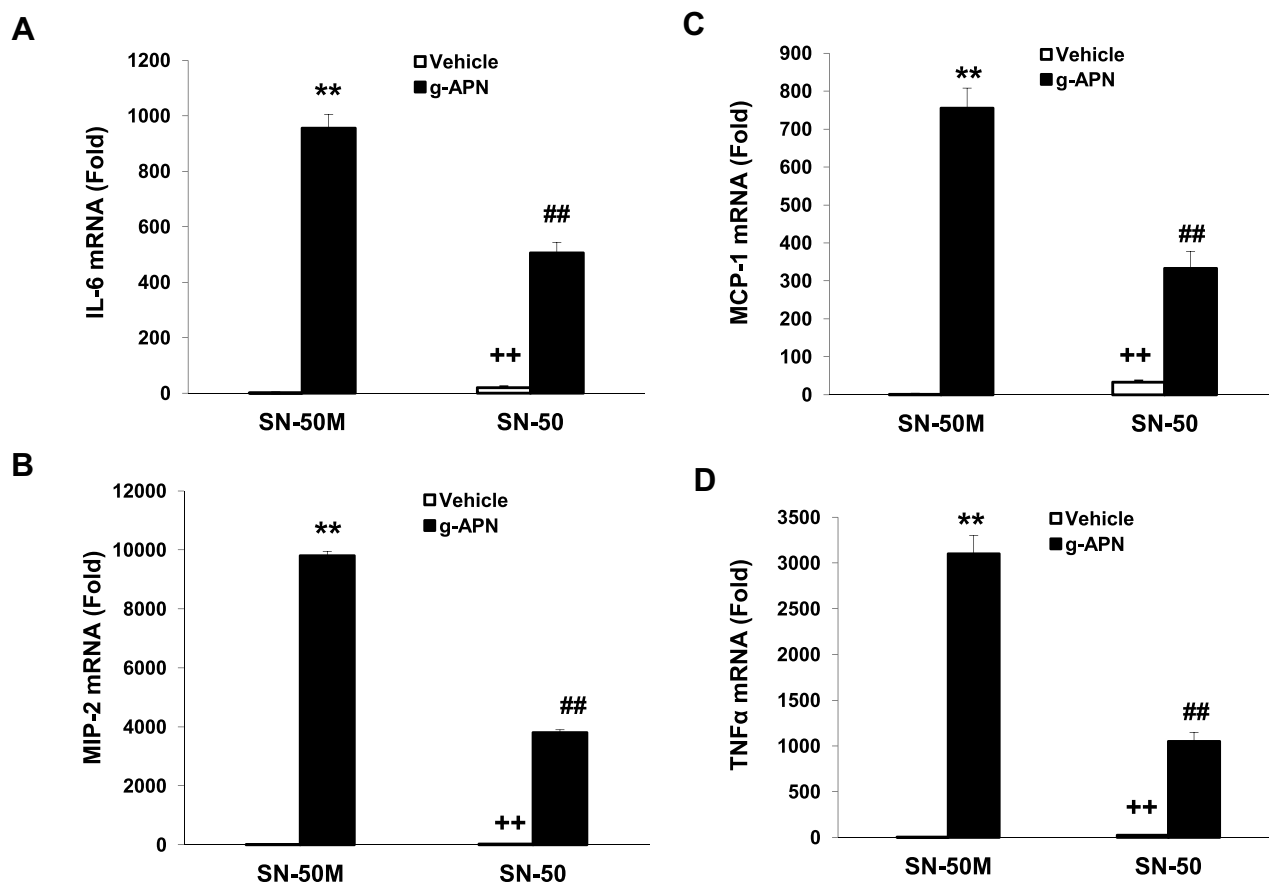 A
IL-6 mRNA (Fold)
1200
1000
800
600
400
200
0
Vehicle
g-APN
**
++
##
SN-50M SN-50
C
MCP-1 mRNA (Fold)
900
800
700
600
500
400
300
200
100
0
Vehicle
g-APN
**
++
##
SN-50M SN-50
B
MIP-2 mRNA (Fold)
12000
10000
8000
6000
4000
2000
0
Vehicle
g-APN
**
++
##
SN-50M SN-50
D
TNFα mRNA (Fold)
3500
3000
2500
2000
1500
1000
500
0
Vehicle
g-APN
**
++
##
SN-50M SN-50